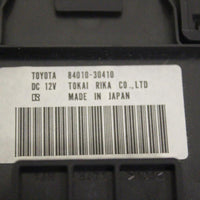 TOYOTA 84010-30410
DC 12V TOKAI RIKA CO.,LTD
MADE IN JAPAN